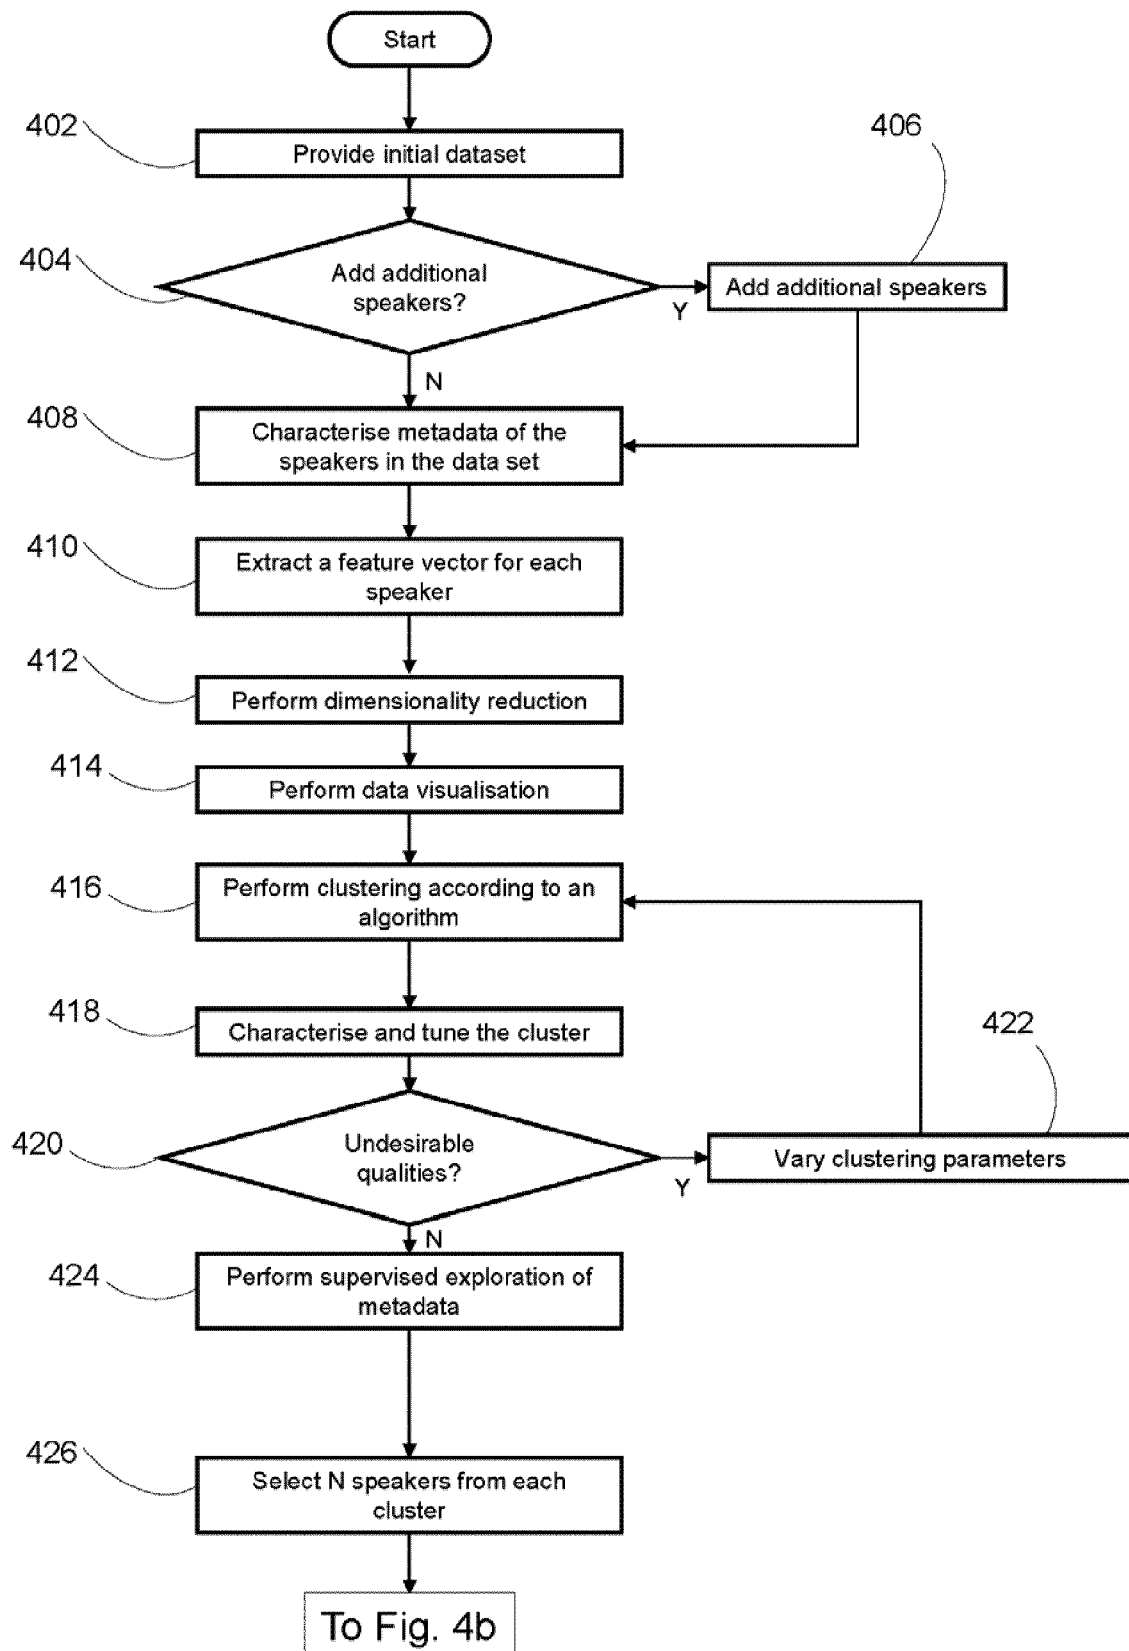 Start
402
Provide initial dataset
406
404
Add additional
speakers?
Y
Add additional speakers
N
408
Characterise metadata of the
speakers in the data set
410
Extract a feature vector for each
speaker
412
Perform dimensionality reduction
414
Perform data visualisation
416
Perform clustering according to an
algorithm
418
Characterise and tune the cluster
422
420
Undesirable
qualities?
Y
Vary clustering parameters
N
424
Perform supervised exploration of
metadata
426
Select N speakers from each
cluster
To Fig. 4b